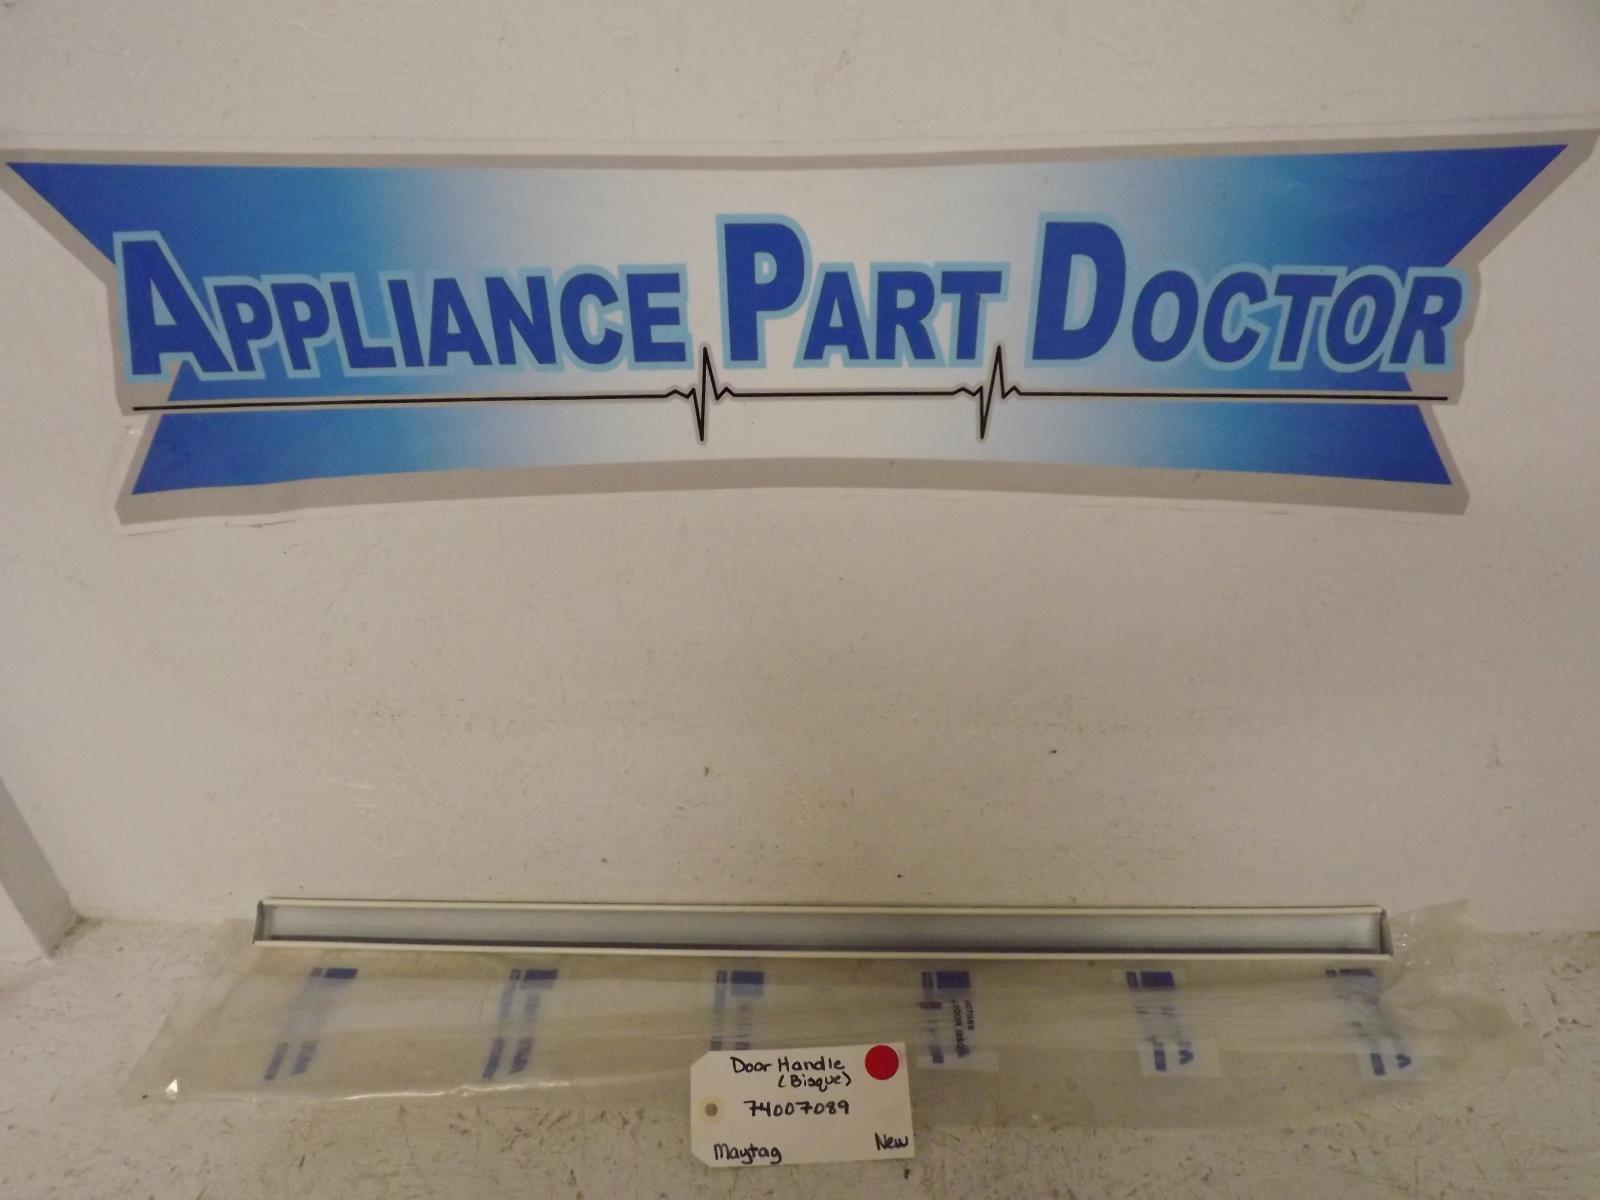 APPLIANCE PART DOCTOR
Door Handle
(Bisque)
74007089
Maytag
New